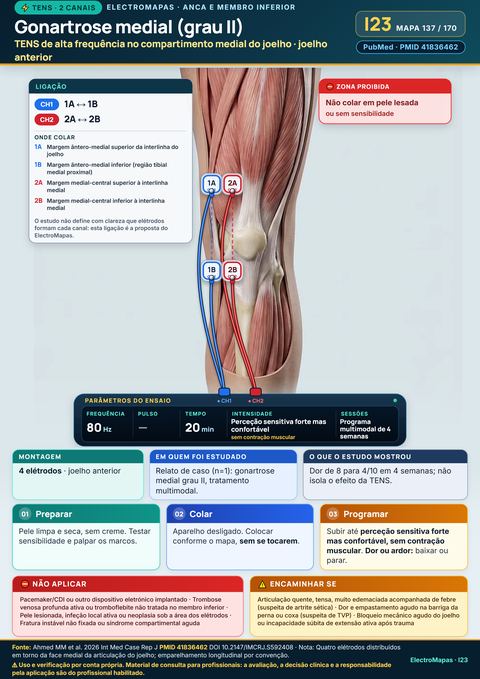 TENS · 2 CANAIS
ELECTROMAPAS · ANCA E MEMBRO INFERIOR
Gonartrose medial (grau II)
TENS de alta frequência no compartimento medial do joelho · joelho
anterior
I23 MAPA 137 / 170
PubMed · PMID 41836462
LIGAÇÃO
CH1 1A ↔ 1B
CH2 2A ↔ 2B
ONDE COLAR
1A Margem ântero-medial superior da interlinha do
joelho
1B Margem ântero-medial inferior (região tibial
medial proximal)
2A Margem medial-central superior à interlinha
medial
2B Margem medial-central inferior à interlinha
medial
O estudo não define com clareza que elétrodos
formam cada canal: esta ligação é a proposta do
ElectroMapas.
ZONA PROIBIDA
Não colar em pele lesada
ou sem sensibilidade
1A 2A
1B 2B
CH1 CH2
PARÂMETROS DO ENSAIO
FREQUÊNCIA
80 Hz
PULSO
—
TEMPO
20 min
INTENSIDADE
Perceção sensitiva forte mas
confortável
sem contração muscular
SESSÕES
Programa
multimodal de 4
semanas
MONTAGEM
4 elétrodos · joelho anterior
EM QUEM FOI ESTUDADO
Relato de caso (n=1): gonartrose
medial grau II, tratamento
multimodal.
O QUE O ESTUDO MOSTROU
Dor de 8 para 4/10 em 4 semanas; não
isola o efeito da TENS.
01 Preparar
Pele limpa e seca, sem creme. Testar
sensibilidade e palpar os marcos.
02 Colar
Aparelho desligado. Colocar
conforme o mapa, sem se tocarem.
03 Programar
Subir até perceção sensitiva forte
mas confortável, sem contração
muscular. Dor ou ardor: baixar ou
parar.
NÃO APLICAR
Pacemaker/CDI ou outro dispositivo eletrónico implantado · Trombose
venosa profunda ativa ou tromboflebite não tratada no membro inferior ·
Pele lesionada, infeção local ativa ou neoplasia sob a área dos elétrodos ·
Fratura instável não fixada ou síndrome compartimental aguda
ENCAMINHAR SE
Articulação quente, tensa, muito edemaciada acompanhada de febre
(suspeita de artrite sética) · Dor e empastamento agudo na barriga da
perna ou coxa (suspeita de TVP) · Bloqueio mecânico agudo do joelho
ou incapacidade súbita de extensão ativa após trauma
Fonte: Ahmed MM et al. 2026 Int Med Case Rep J PMID 41836462 DOI 10.2147/IMCRJ.S592408 · Nota: Quatro elétrodos distribuídos
em torno da face medial da articulação do joelho; emparelhamento longitudinal por convenção.
⚠ Uso e verificação por conta própria. Material de consulta para profissionais: a avaliação, a decisão clínica e a responsabilidade
pela aplicação são do profissional habilitado.
ElectroMapas · I23